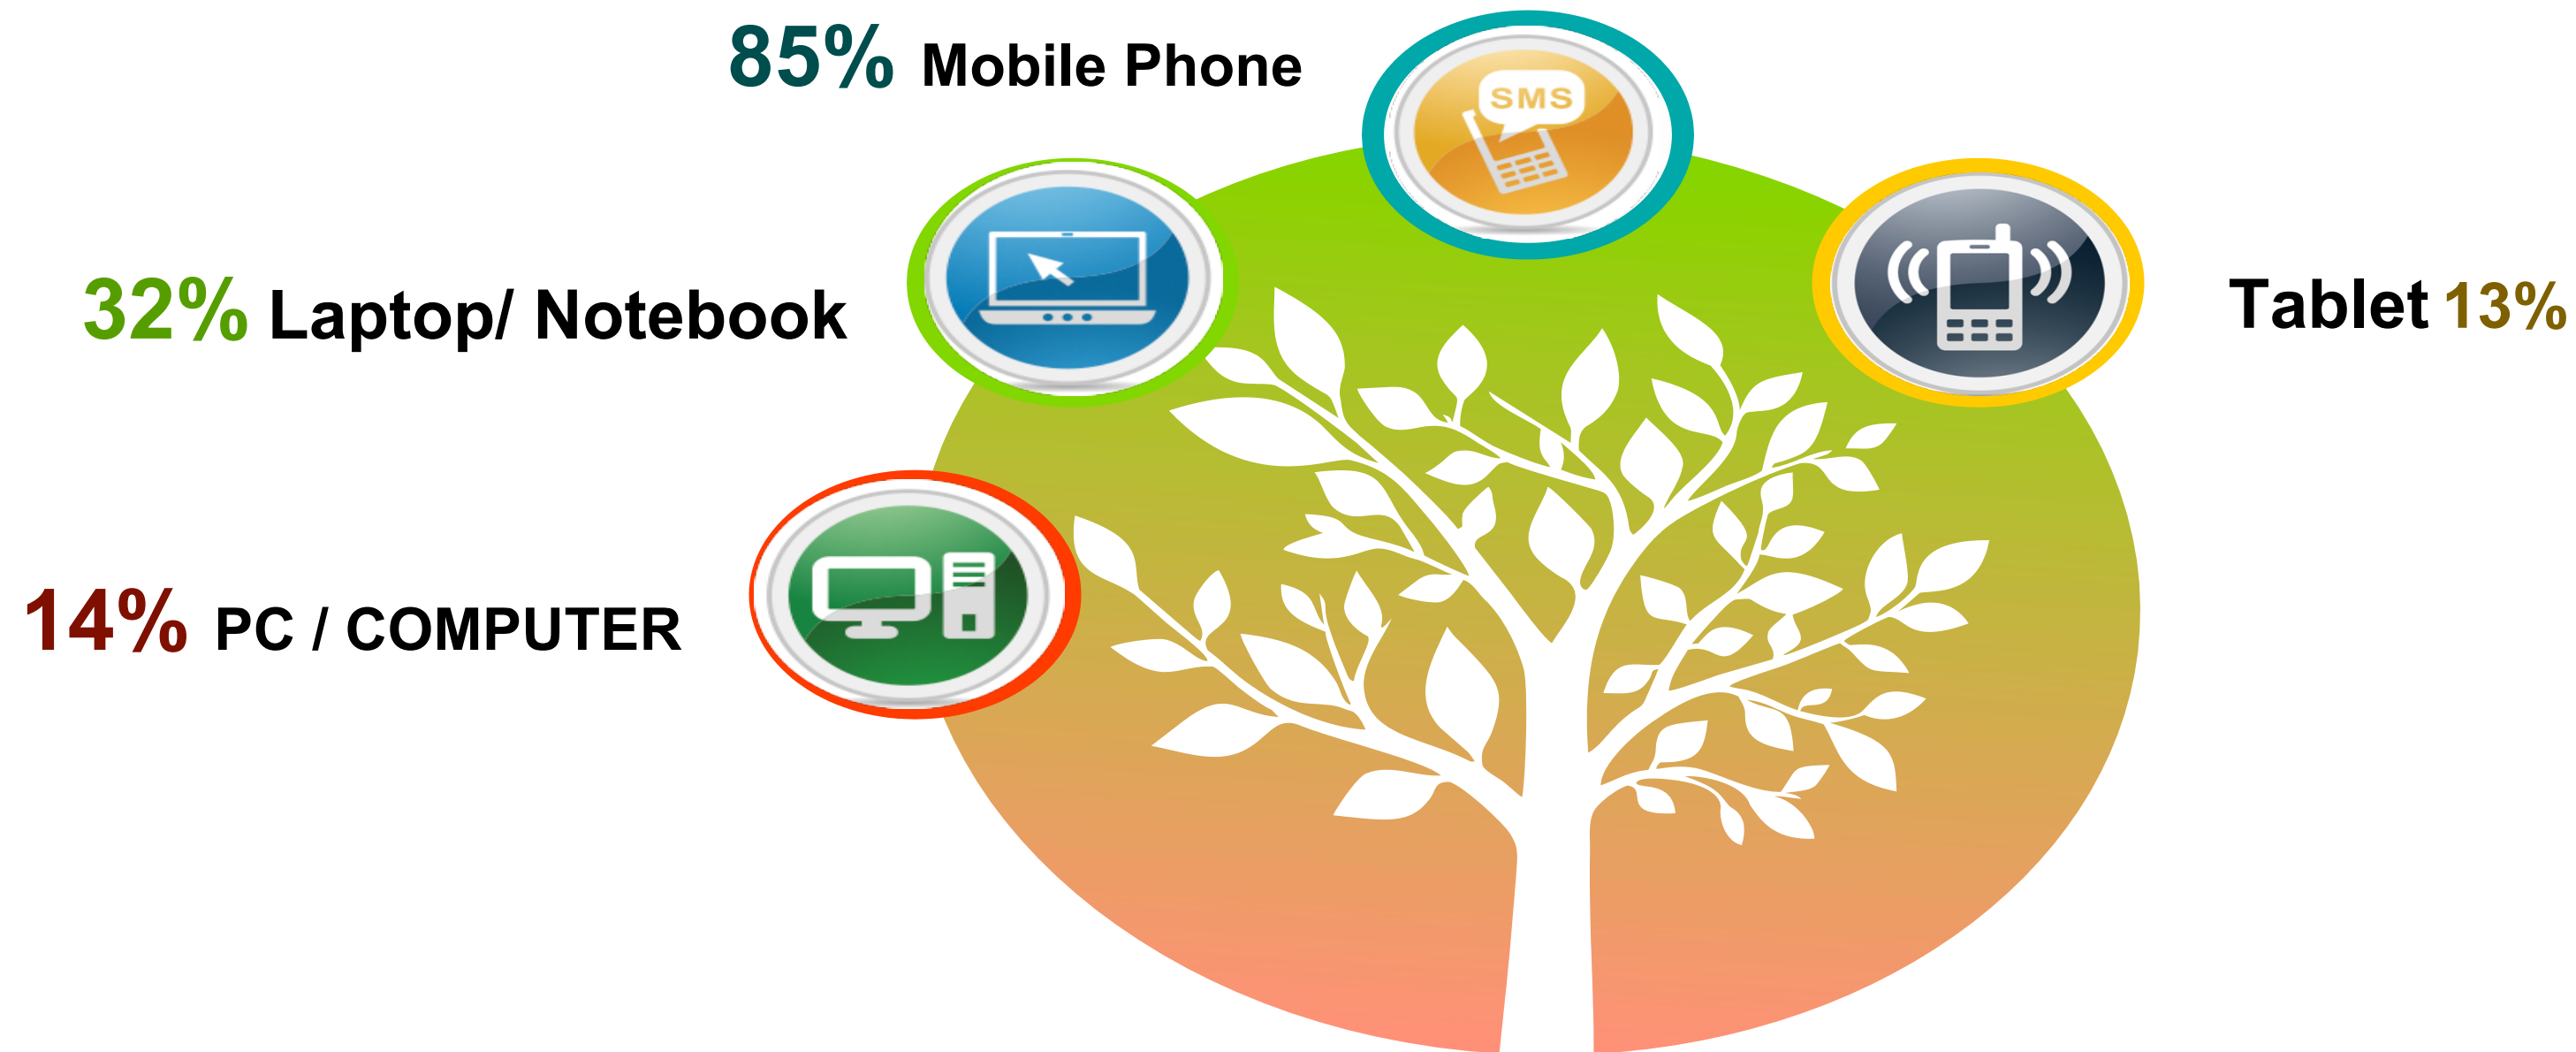 85% Mobile Phone
SMS
32% Laptop/ Notebook
Tablet 13%
14% PC / COMPUTER